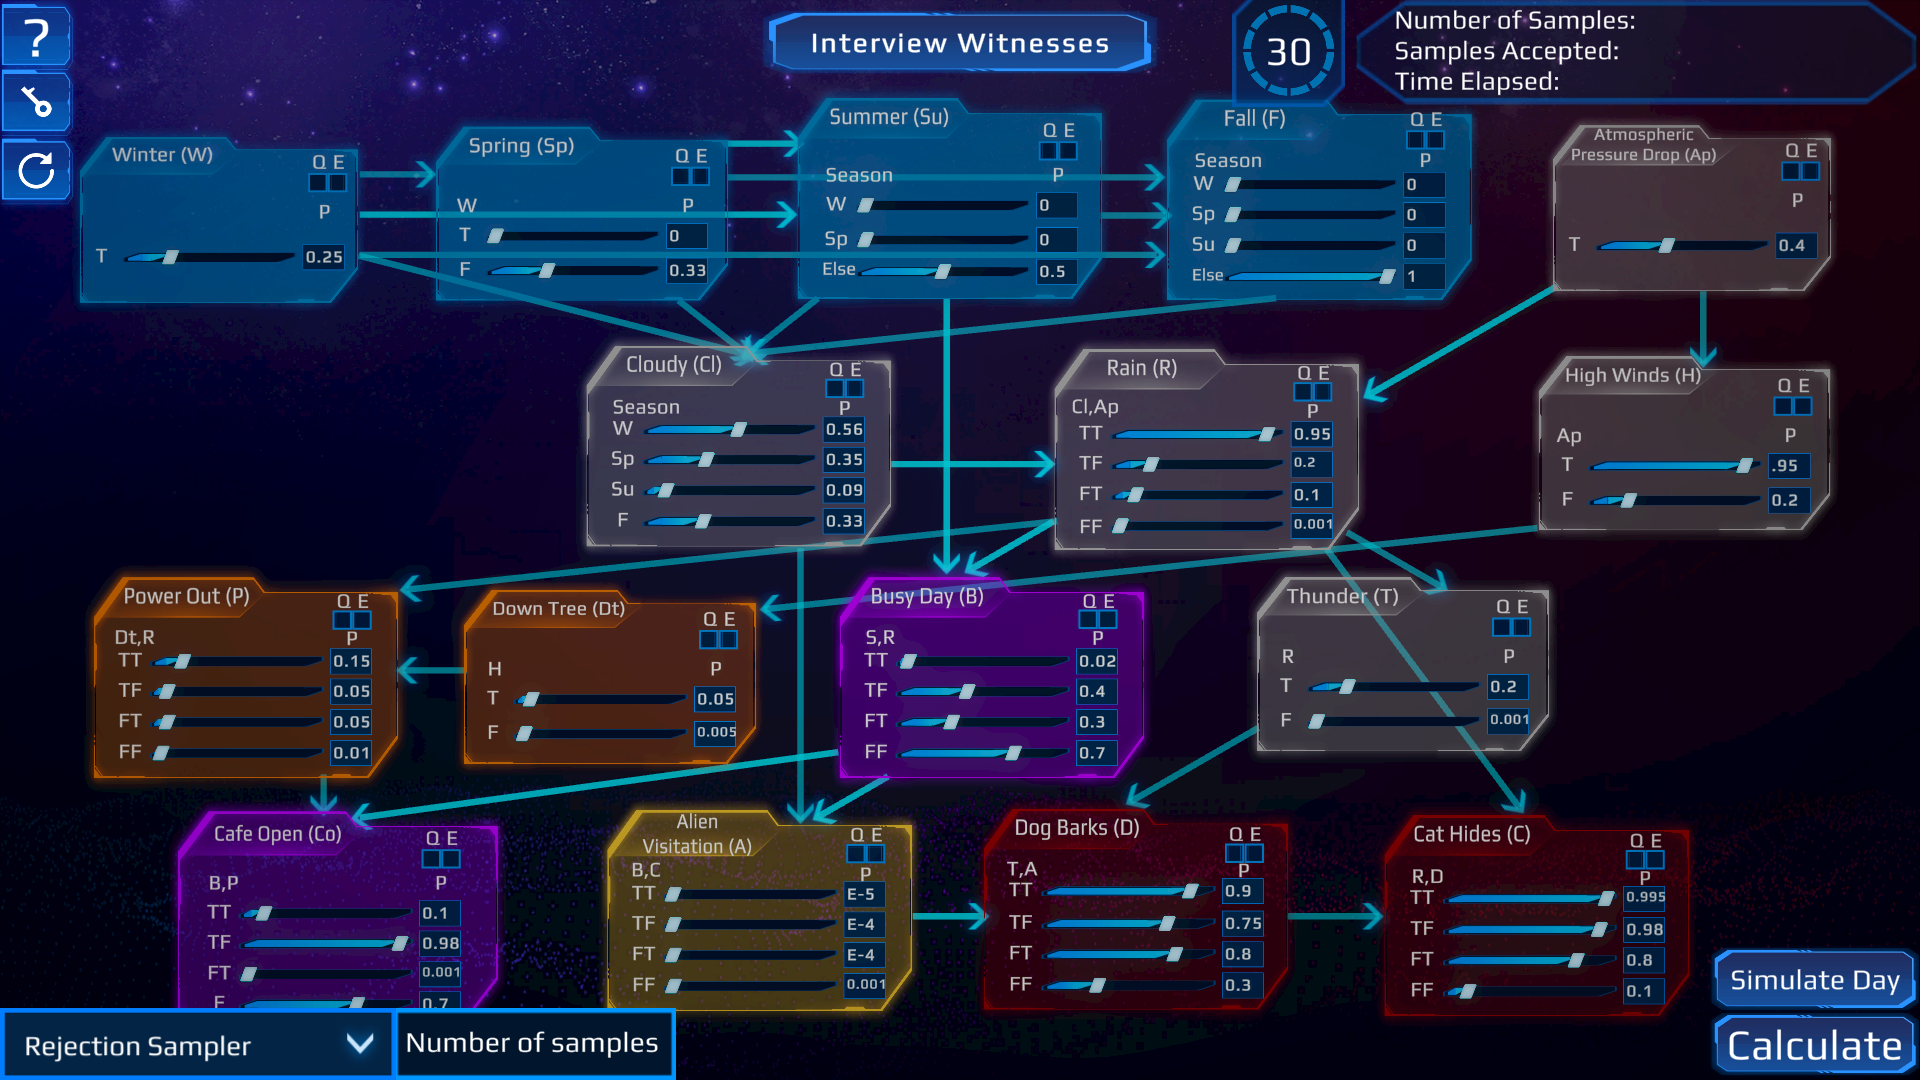 ?
Interview Witnesses
30
Number of Samples:
Samples Accepted:
Time Elapsed:
Winter (W)
Q E
P
T 0.25
Spring (Sp)
Q E
W P
T 0
F 0.33
Summer (Su)
Q E
Season P
W 0
Sp 0
Else 0.5
Fall (F)
Q E
Season P
W 0
Sp 0
Su 0
Else 1
Atmospheric
Pressure Drop (Ap)
Q E
P
T 0.4
Cloudy (Cl)
Q E
Season P
W 0.56
Sp 0.35
Su 0.09
F 0.33
Rain (R)
Q E
Cl,Ap P
TT 0.95
TF 0.2
FT 0.1
FF 0.001
High Winds (H)
Q E
Ap P
T .95
F 0.2
Power Out (P)
Q E
Dt,R P
TT 0.15
TF 0.05
FT 0.05
FF 0.01
Down Tree (Dt)
Q E
H P
T 0.05
F 0.005
Busy Day (B)
Q E
S,R P
TT 0.02
TF 0.4
FT 0.3
FF 0.7
Thunder (T)
Q E
R P
T 0.2
F 0.001
Cafe Open (Co)
Q E
B,P P
TT 0.1
TF 0.98
FT 0.001
F 0.7
Alien
Visitation (A)
Q E
B,C P
TT E-5
TF E-4
FT E-4
FF 0.001
Dog Barks (D)
Q E
T,A P
TT 0.9
TF 0.75
FT 0.8
FF 0.3
Cat Hides (C)
Q E
R,D P
TT 0.995
TF 0.98
FT 0.8
FF 0.1
Simulate Day
Calculate
Rejection Sampler
Number of samples